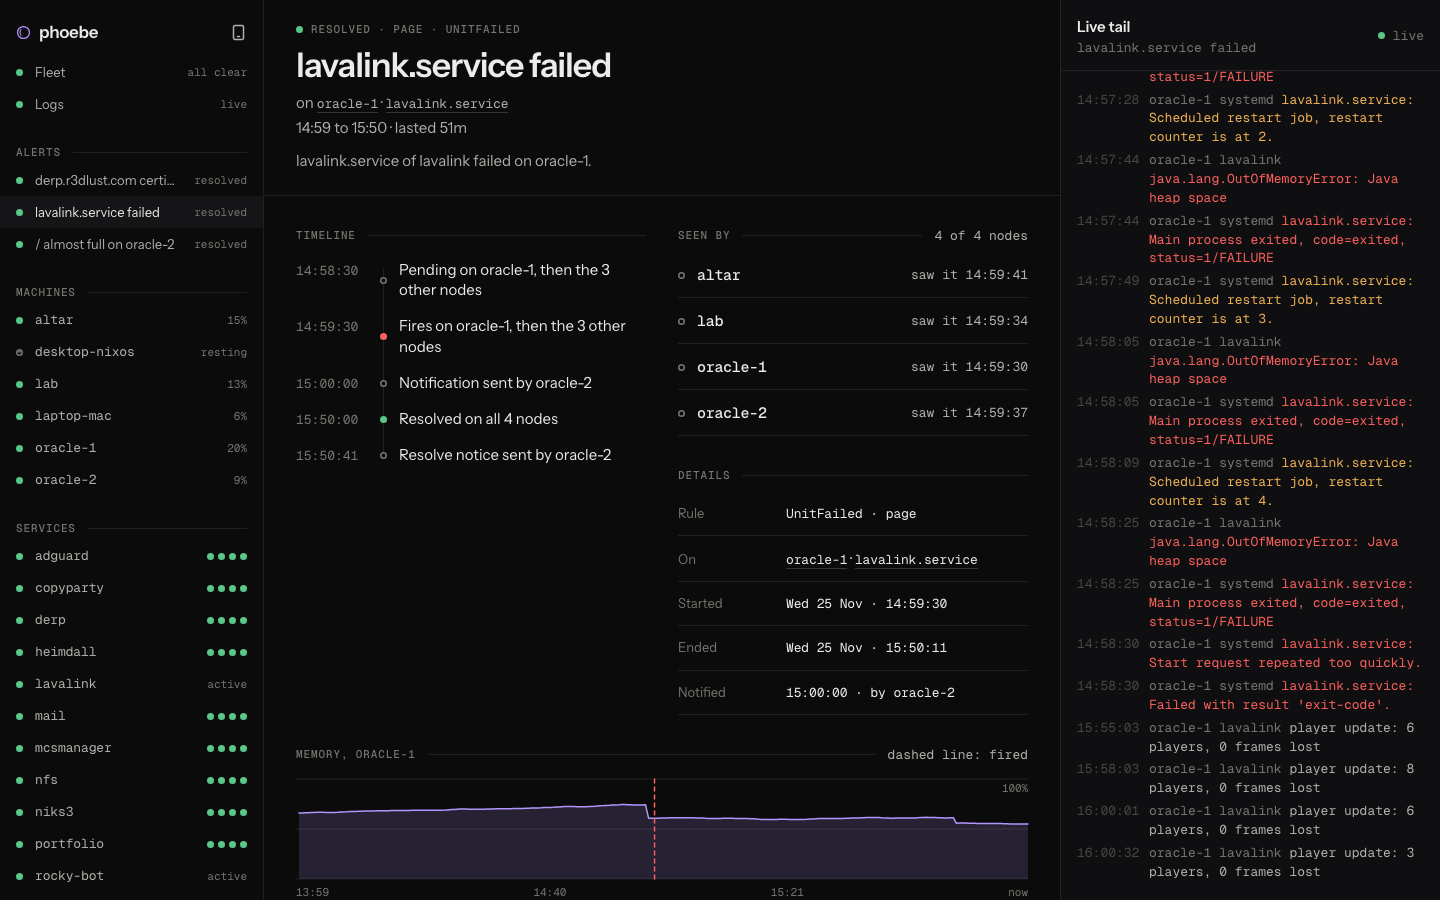 phoebe
Fleet all clear
Logs live
ALERTS
derp.r3dlust.com certi… resolved
lavalink.service failed resolved
/ almost full on oracle-2 resolved
MACHINES
altar 15%
desktop-nixos resting
lab 13%
laptop-mac 6%
oracle-1 20%
oracle-2 9%
SERVICES
adguard
copyparty
derp
heimdall
lavalink active
mail
mcsmanager
nfs
niks3
portfolio
rocky-bot active
RESOLVED · PAGE · UNITFAILED
lavalink.service failed
on oracle-1·lavalink.service
14:59 to 15:50 · lasted 51m
lavalink.service of lavalink failed on oracle-1.
TIMELINE
14:58:30 Pending on oracle-1, then the 3
other nodes
14:59:30 Fires on oracle-1, then the 3 other
nodes
15:00:00 Notification sent by oracle-2
15:50:00 Resolved on all 4 nodes
15:50:41 Resolve notice sent by oracle-2
SEEN BY 4 of 4 nodes
altar saw it 14:59:41
lab saw it 14:59:34
oracle-1 saw it 14:59:30
oracle-2 saw it 14:59:37
DETAILS
Rule UnitFailed · page
On oracle-1·lavalink.service
Started Wed 25 Nov · 14:59:30
Ended Wed 25 Nov · 15:50:11
Notified 15:00:00 · by oracle-2
MEMORY, ORACLE-1 dashed line: fired
100%
13:59 14:40 15:21 now
Live tail
lavalink.service failed
live
status=1/FAILURE
14:57:28 oracle-1 systemd lavalink.service:
Scheduled restart job, restart
counter is at 2.
14:57:44 oracle-1 lavalink
java.lang.OutOfMemoryError: Java
heap space
14:57:44 oracle-1 systemd lavalink.service:
Main process exited, code=exited,
status=1/FAILURE
14:57:49 oracle-1 systemd lavalink.service:
Scheduled restart job, restart
counter is at 3.
14:58:05 oracle-1 lavalink
java.lang.OutOfMemoryError: Java
heap space
14:58:05 oracle-1 systemd lavalink.service:
Main process exited, code=exited,
status=1/FAILURE
14:58:09 oracle-1 systemd lavalink.service:
Scheduled restart job, restart
counter is at 4.
14:58:25 oracle-1 lavalink
java.lang.OutOfMemoryError: Java
heap space
14:58:25 oracle-1 systemd lavalink.service:
Main process exited, code=exited,
status=1/FAILURE
14:58:30 oracle-1 systemd lavalink.service:
Start request repeated too quickly.
14:58:30 oracle-1 systemd lavalink.service:
Failed with result 'exit-code'.
15:55:03 oracle-1 lavalink player update: 6
players, 0 frames lost
15:58:03 oracle-1 lavalink player update: 8
players, 0 frames lost
16:00:01 oracle-1 lavalink player update: 6
players, 0 frames lost
16:00:32 oracle-1 lavalink player update: 3
players, 0 frames lost